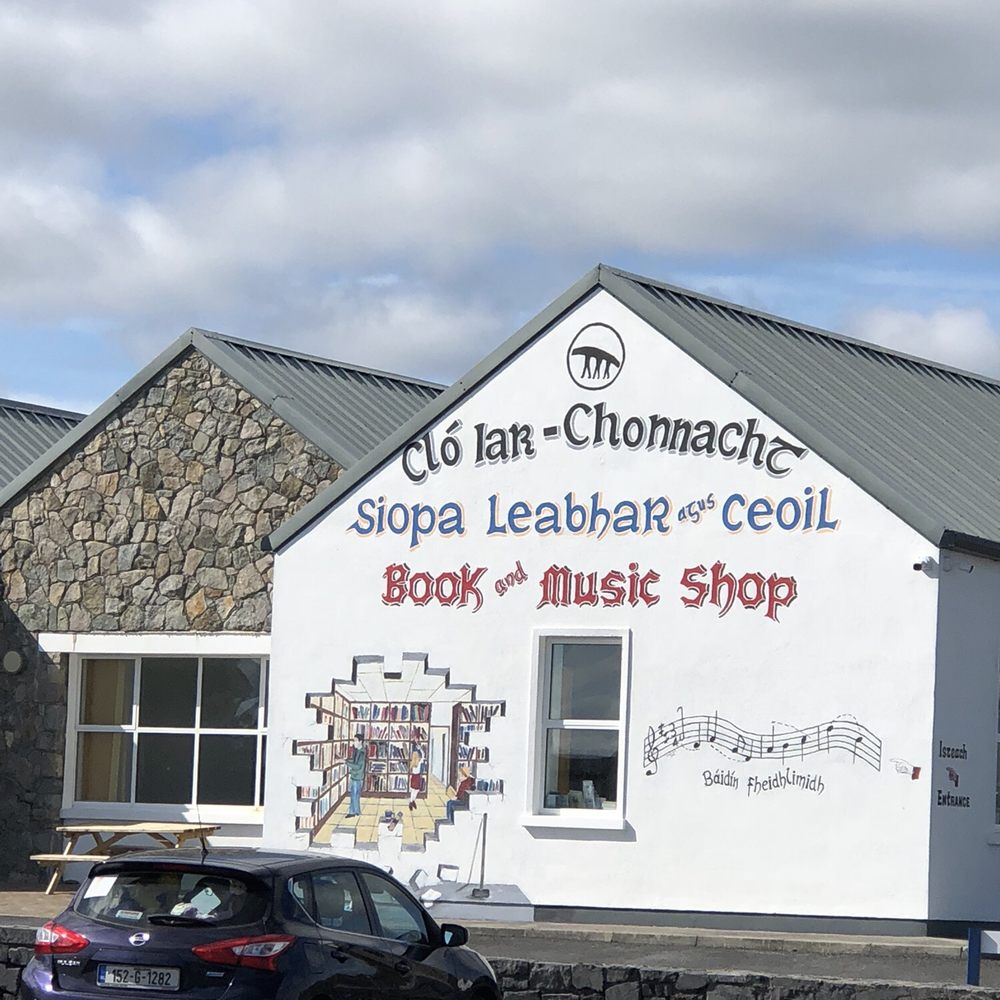 Cló Iar-Chonnacht
Siopa Leabhar agus Ceoil
Book and Music Shop
Báidín Fheidhlimidh
Isteach
Entrance
152-G-1282